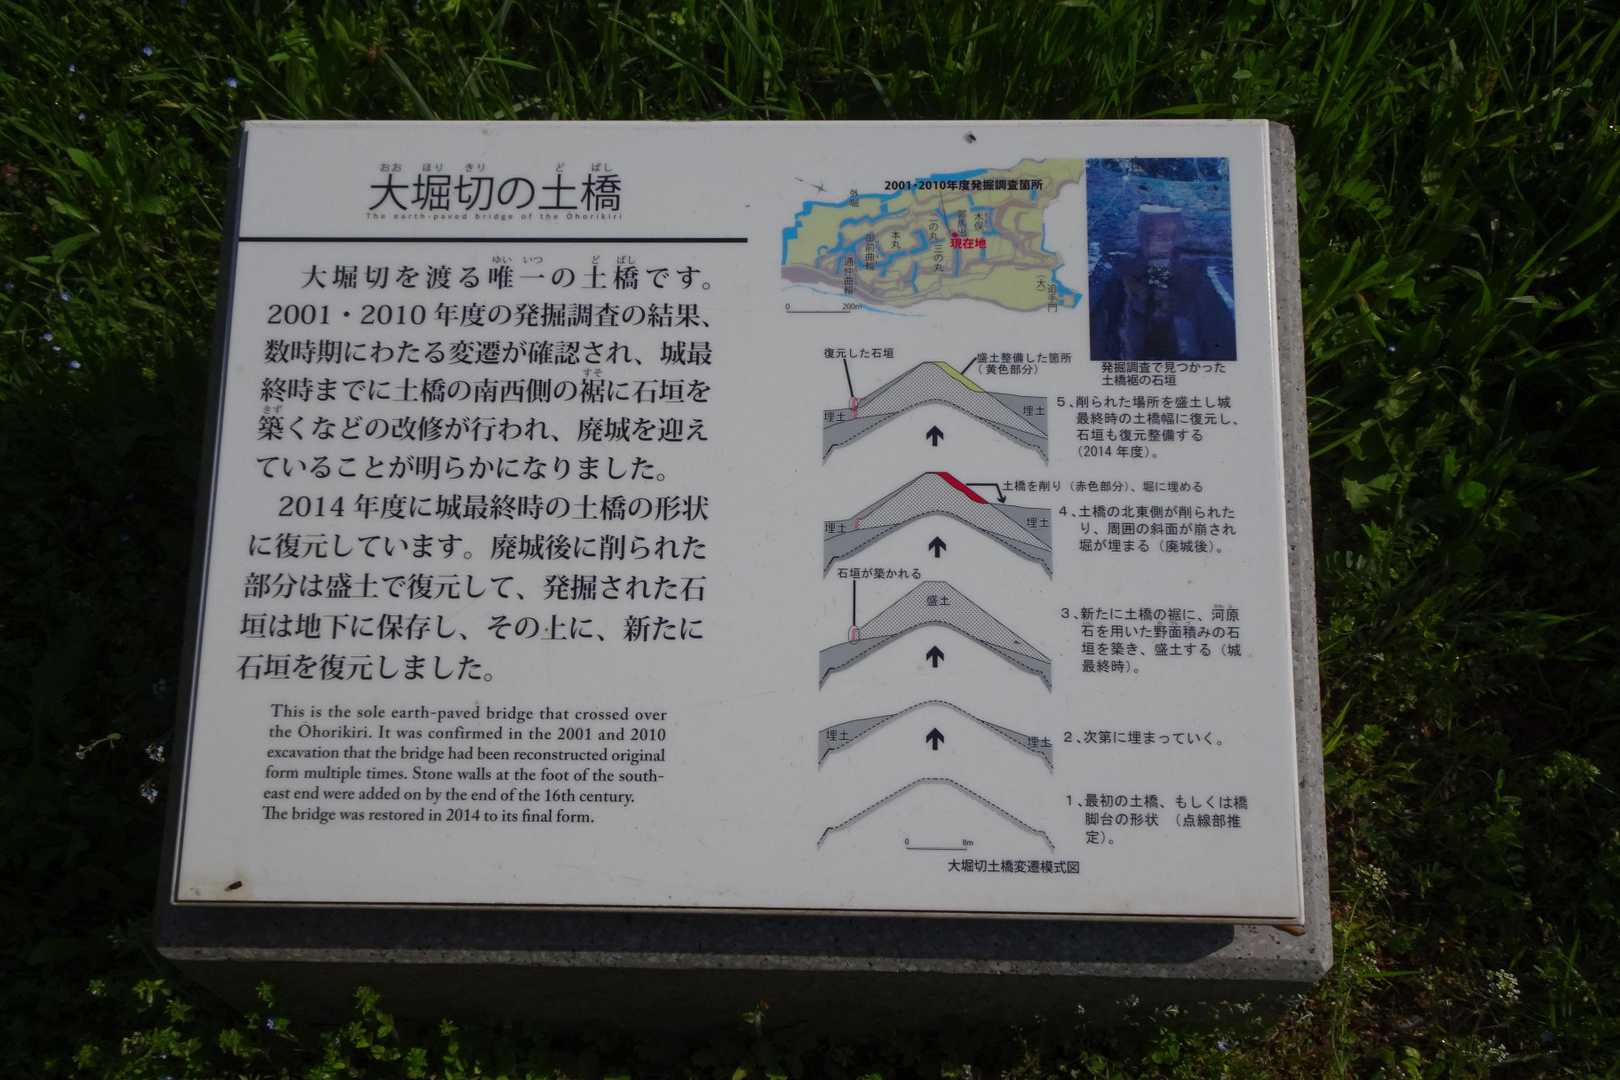 おお ほり きり ど ばし
大堀切の土橋
The earth-paved bridge of the Ōhorikiri
ゆい いつ ど ばし
大堀切を渡る唯一の土橋です。
2001・2010 年度の発掘調査の結果、
数時期にわたる変遷が確認され、城最
すそ
終時までに土橋の南西側の裾に石垣を
きず
築くなどの改修が行われ、廃城を迎え
ていることが明らかになりました。
2014 年度に城最終時の土橋の形状
に復元しています。廃城後に削られた
部分は盛土で復元して、発掘された石
垣は地下に保存し、その上に、新たに
石垣を復元しました。
This is the sole earth-paved bridge that crossed over
the Ōhorikiri. It was confirmed in the 2001 and 2010
excavation that the bridge had been reconstructed original
form multiple times. Stone walls at the foot of the south-
east end were added on by the end of the 16th century.
The bridge was restored in 2014 to its final form.
2001・2010年度発掘調査箇所
外堀
本丸
二の丸
三の丸
木俣
現在地
追手門
(大)
0 200m
発掘調査で見つかった
土橋裾の石垣
復元した石垣
盛土整備した箇所
(黄色部分)
埋土
埋土
5、削られた場所を盛土し城
最終時の土橋幅に復元し、
石垣も復元整備する
(2014 年度)。
土橋を削り(赤色部分)、堀に埋める
埋土
埋土
4、土橋の北東側が削られた
り、周囲の斜面が崩され
堀が埋まる(廃城後)。
石垣が築かれる
盛土
3、新たに土橋の裾に、河原
石を用いた野面積みの石
垣を築き、盛土する(城
最終時)。
埋土
埋土
2、次第に埋まっていく。
1、最初の土橋、もしくは橋
脚台の形状 (点線部推
定)。
0 8m
大堀切土橋変遷模式図